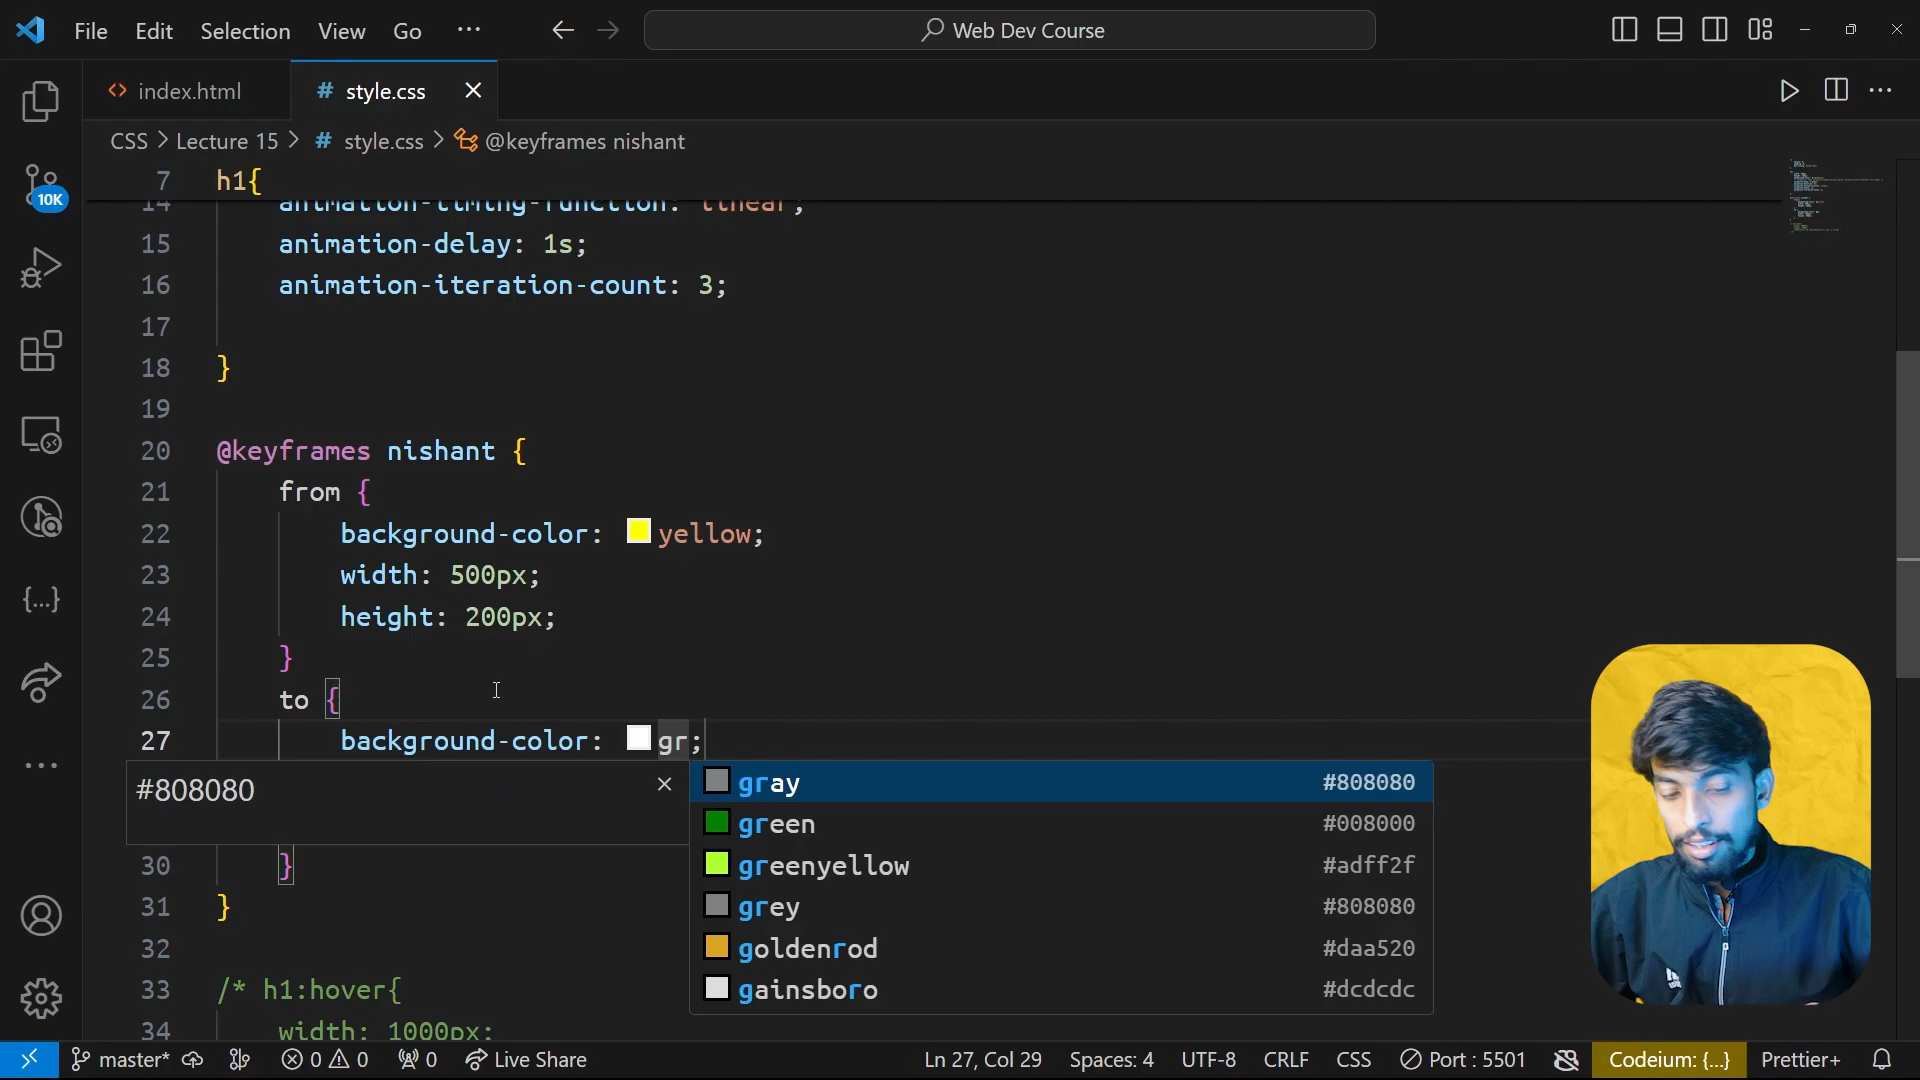 File Edit Selection View Go ··· Web Dev Course
index.html # style.css
CSS > Lecture 15 > # style.css > @keyframes nishant
7 h1{
14 animation-timing-function: linear;
15 animation-delay: 1s;
16 animation-iteration-count: 3;
17
18 }
19
20 @keyframes nishant {
21 from {
22 background-color: yellow;
23 width: 500px;
24 height: 200px;
25 }
26 to {
27 background-color: gr;
#808080
gray #808080
green #008000
greenyellow #adff2f
grey #808080
goldenrod #daa520
gainsboro #dcdcdc
30 }
31 }
32
33 /* h1:hover{
34 width: 1000px;
10K
{...}
master* 0 0 0 Live Share Ln 27, Col 29 Spaces: 4 UTF-8 CRLF CSS Port : 5501 Codeium: {...} Prettier+